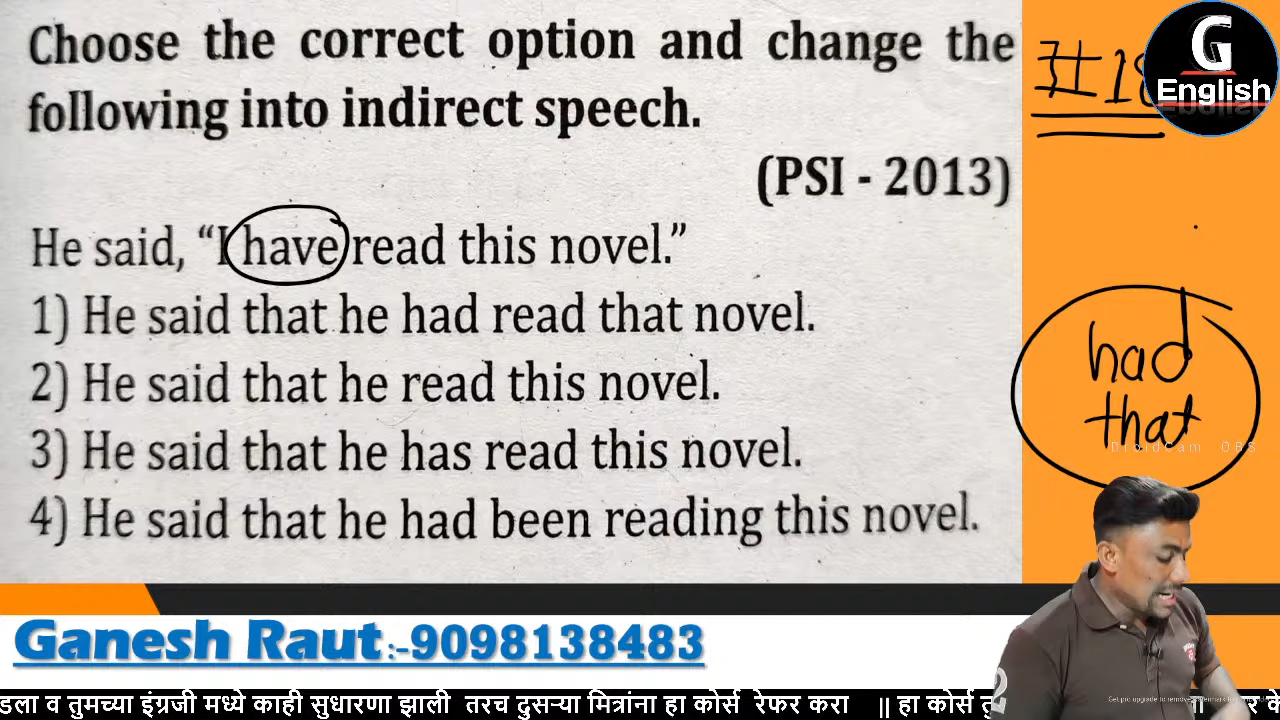 Choose the correct option and change the
following into indirect speech.
(PSI - 2013)
He said, “I have read this novel.”
1) He said that he had read that novel.
2) He said that he read this novel.
3) He said that he has read this novel.
4) He said that he had been reading this novel.
G
English
had
that
DroidCam OBS
Ganesh Raut:-9098138483
व तुमच्या इंग्रजी मध्ये काही सुधारणा झाली तरच दुसऱ्या मित्रांना हा कोर्स रेफर करा || हा कोर्स